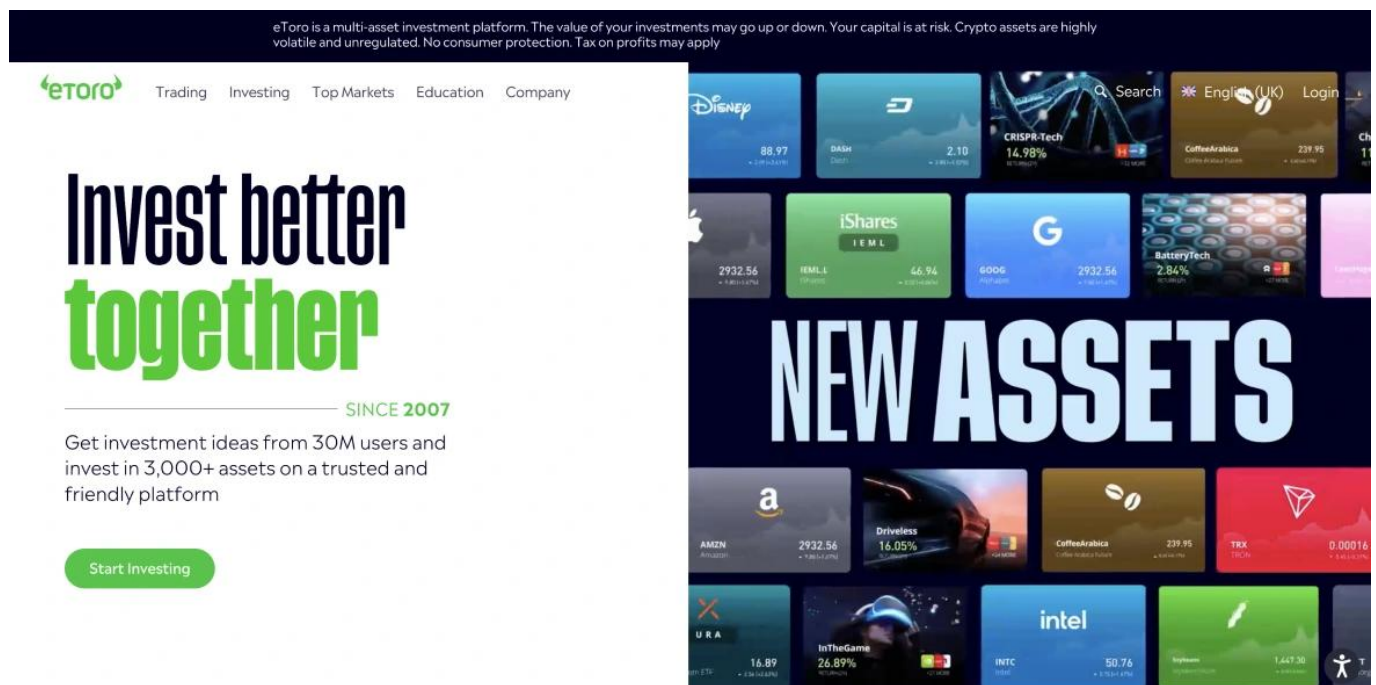 eToro is a multi-asset investment platform. The value of your investments may go up or down. Your capital is at risk. Crypto assets are highly
volatile and unregulated. No consumer protection. Tax on profits may apply
eTORO
Trading Investing Top Markets Education Company
Search English (UK) Login
Invest better
together
SINCE 2007
Get investment ideas from 30M users and
invest in 3,000+ assets on a trusted and
friendly platform
Start Investing
Disney
88.97
DASH 2.10
Dash
CRISPR-Tech
14.98%
CoffeeArabica 239.95
iShares
IEML
2932.56
IEML.L 46.94
iShares
G
GOOG 2932.56
Alphabet
BatteryTech
2.84%
NEW ASSETS
a
AMZN 2932.56
Amazon
Driveless
16.05%
CoffeeArabica 239.95
TRX 0.00016
TRON
URA
16.89
InTheGame
26.89%
intel
INTC 50.76
Intel
Soybeans 1,447.30